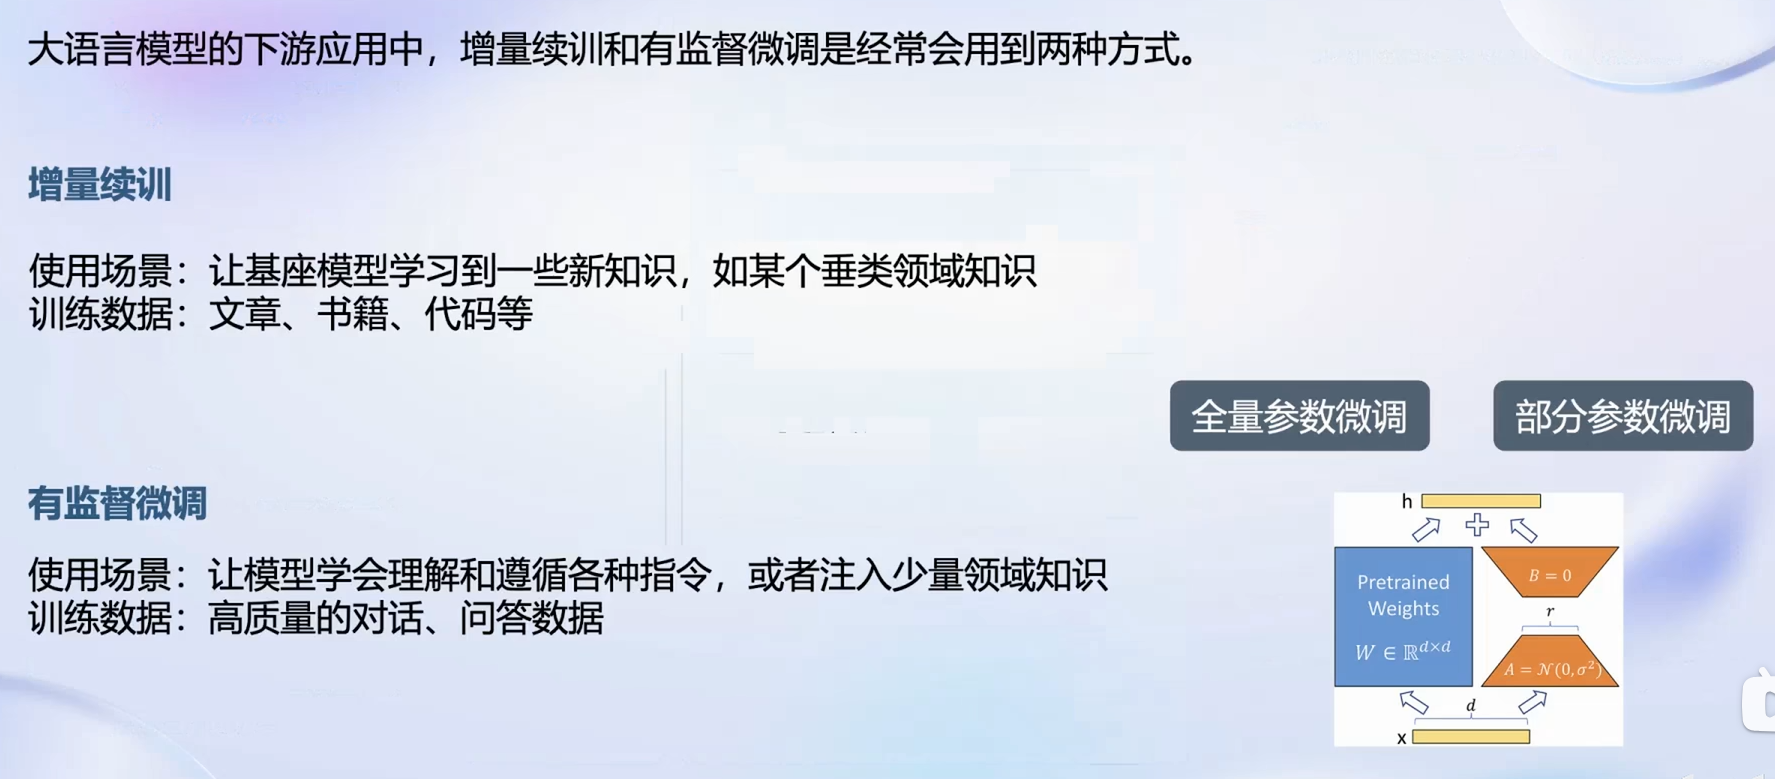 大语言模型的下游应用中，增量续训和有监督微调是经常会用到两种方式。
增量续训
使用场景：让基座模型学习到一些新知识，如某个垂类领域知识
训练数据：文章、书籍、代码等
全量参数微调
部分参数微调
有监督微调
使用场景：让模型学会理解和遵循各种指令，或者注入少量领域知识
训练数据：高质量的对话、问答数据
h
Pretrained
Weights
W ∈ ℝ^{d×d}
B = 0
r
A = 𝒩(0, σ²)
d
x